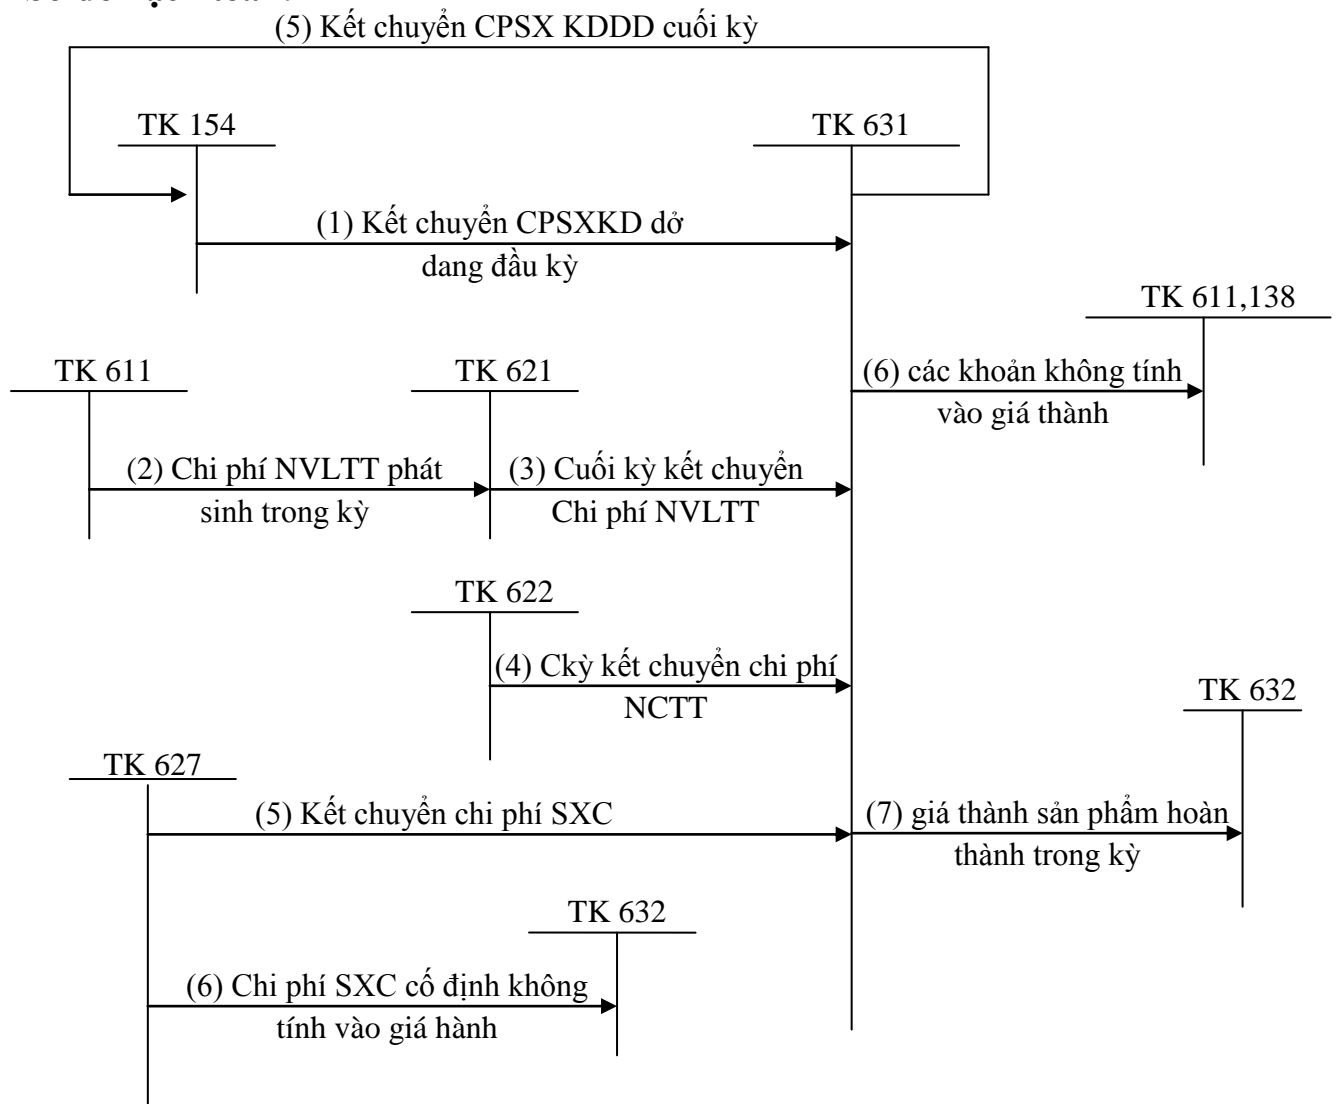 (5) Kết chuyển CPSX KDDD cuối kỳ
TK 154
TK 631
(1) Kết chuyển CPSXKD dở
dang đầu kỳ
TK 611,138
TK 611
TK 621
(6) các khoản không tính
vào giá thành
(2) Chi phí NVLTT phát
sinh trong kỳ
(3) Cuối kỳ kết chuyển
Chi phí NVLTT
TK 622
(4) Ckỳ kết chuyển chi phí
NCTT
TK 632
TK 627
(5) Kết chuyển chi phí SXC
(7) giá thành sản phẩm hoàn
thành trong kỳ
TK 632
(6) Chi phí SXC cố định không
tính vào giá hành